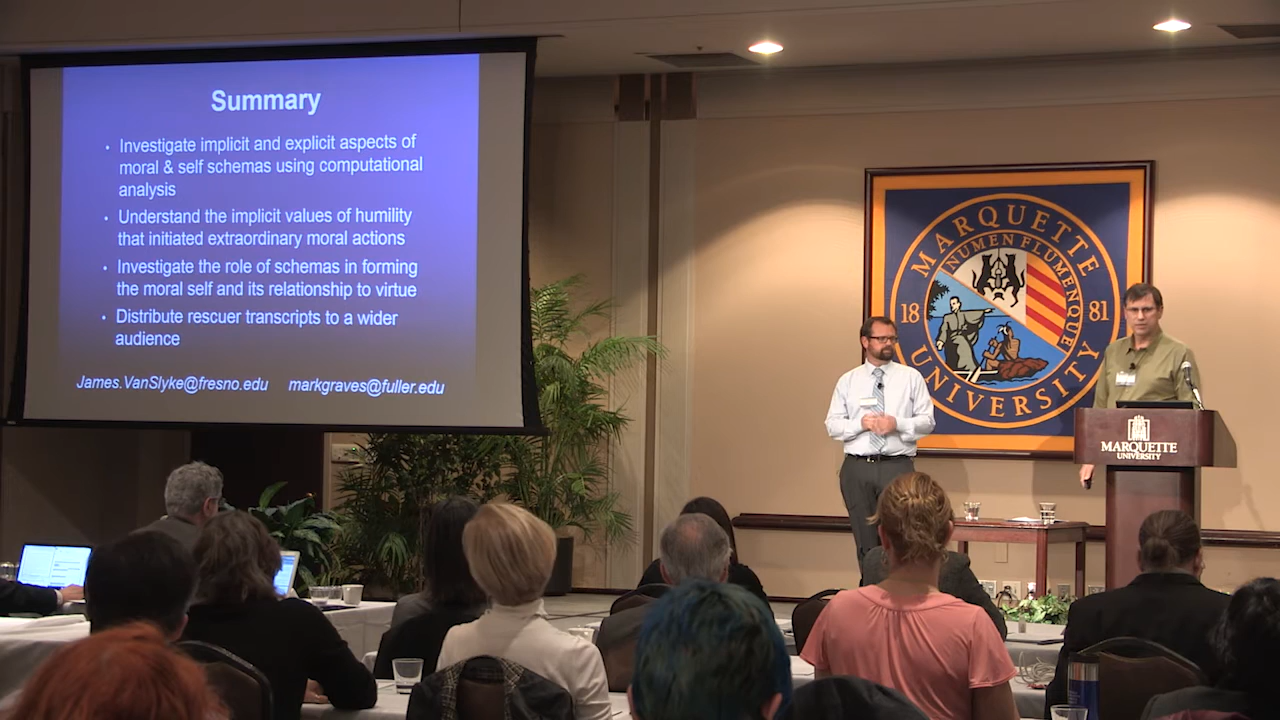 Summary
• Investigate implicit and explicit aspects of
moral & self schemas using computational
analysis
• Understand the implicit values of humility
that initiated extraordinary moral actions
• Investigate the role of schemas in forming
the moral self and its relationship to virtue
• Distribute rescuer transcripts to a wider
audience
James.VanSlyke@fresno.edu markgraves@fuller.edu
MARQUETTE
NUMEN FLUMENQUE
18 81
UNIVERSITY
MARQUETTE
UNIVERSITY